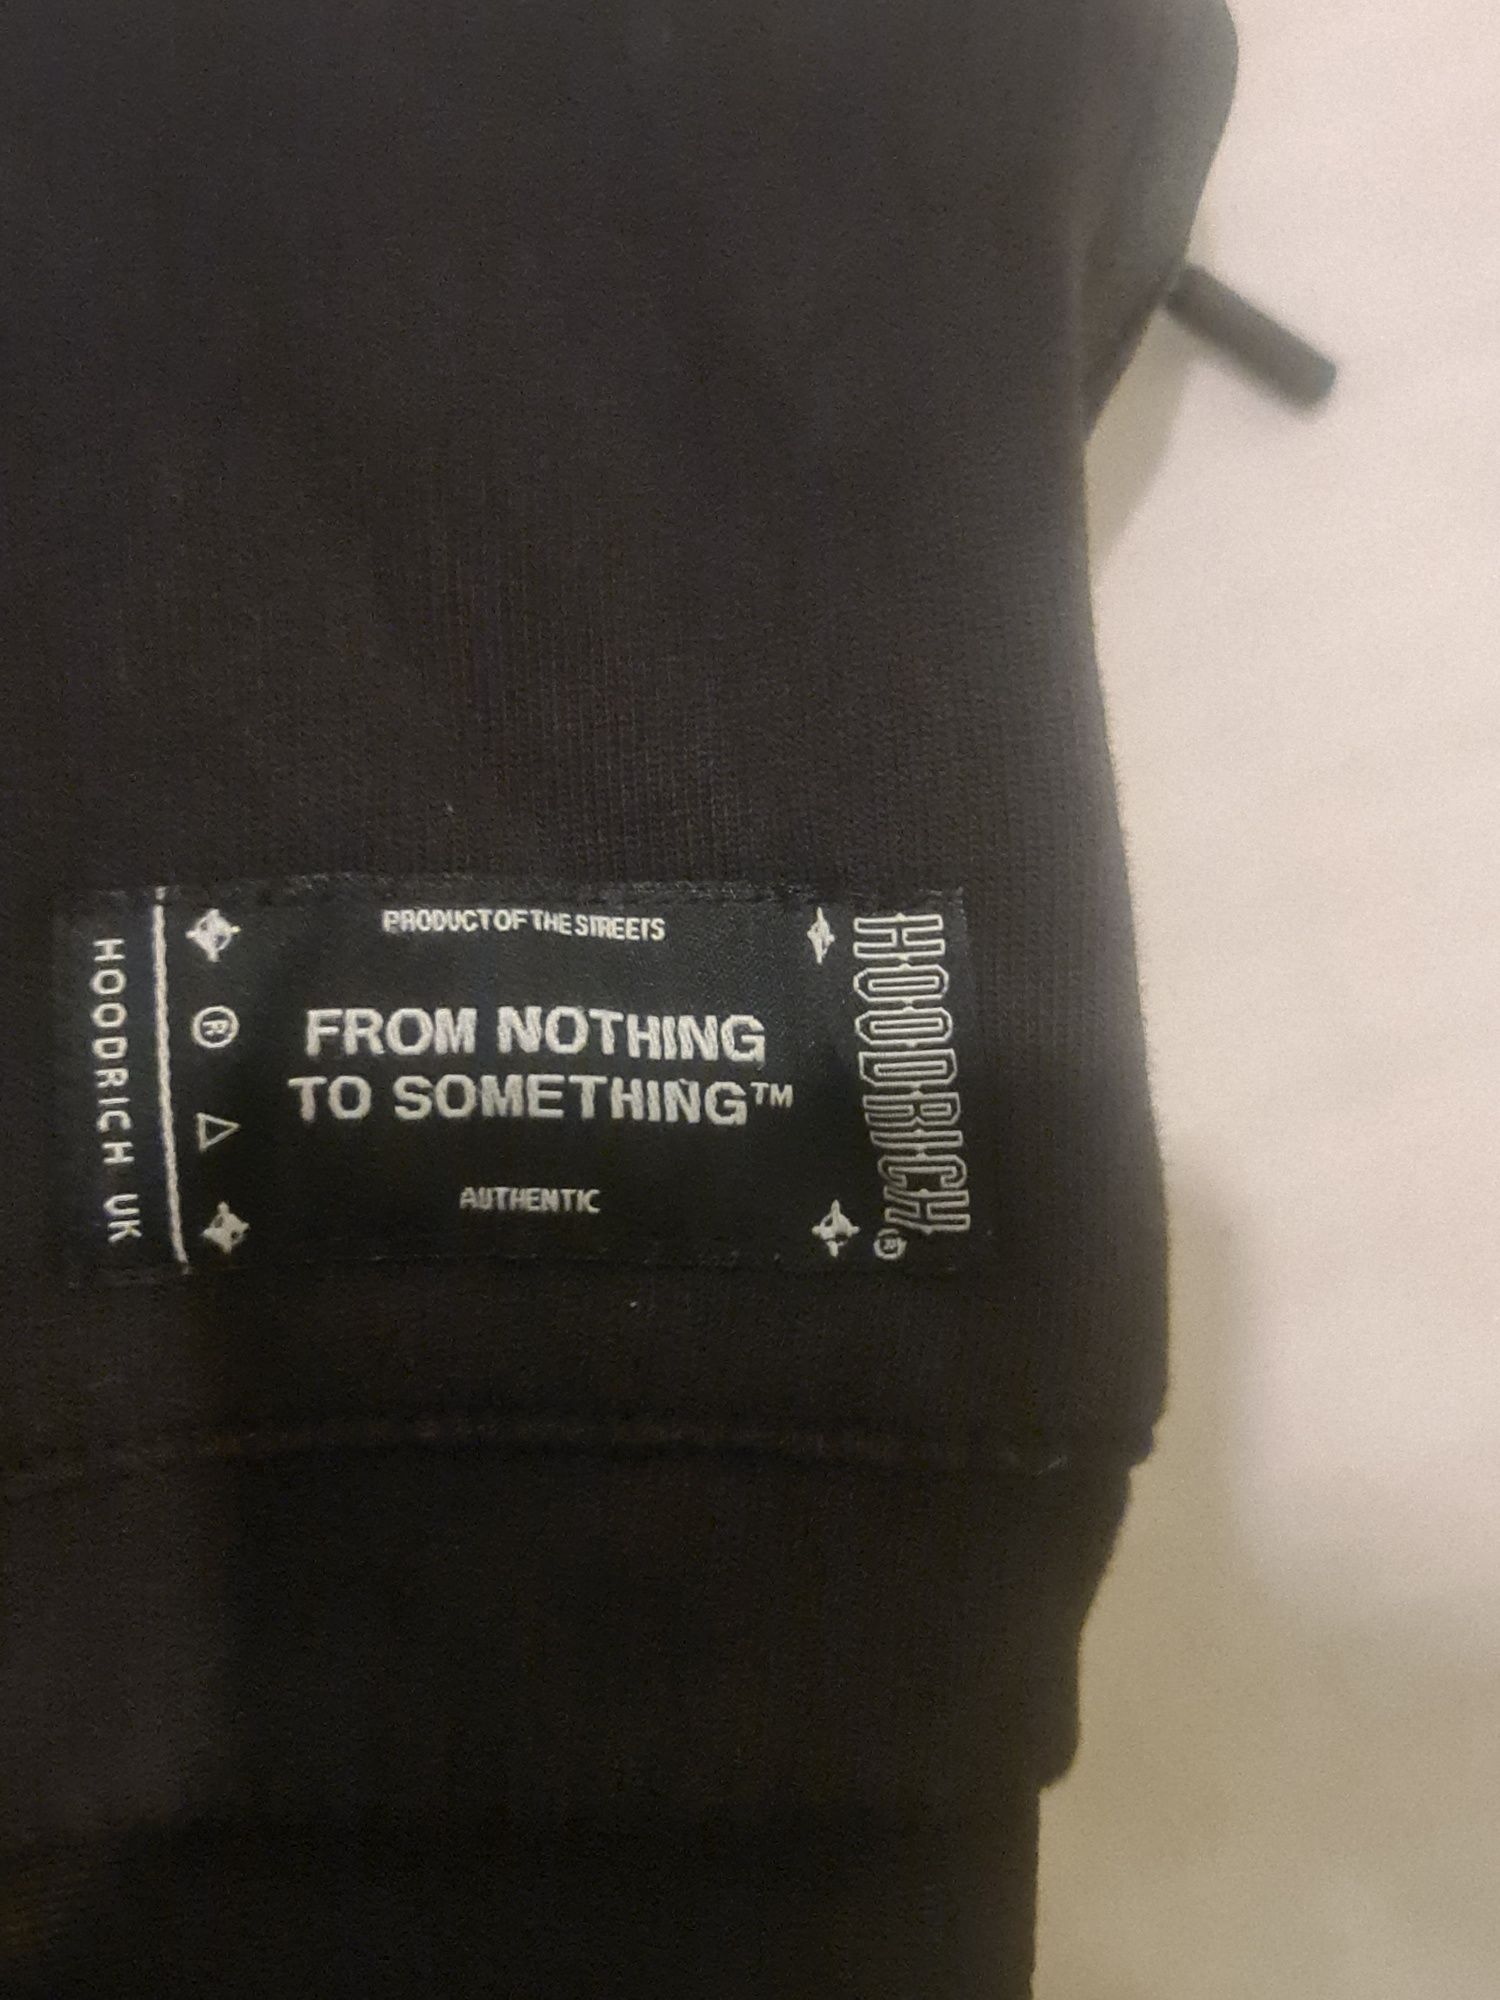 HOODRICH UK
®
PRODUCT OF THE STREETS
FROM NOTHING
TO SOMETHING™
AUTHENTIC
HOODRICH®